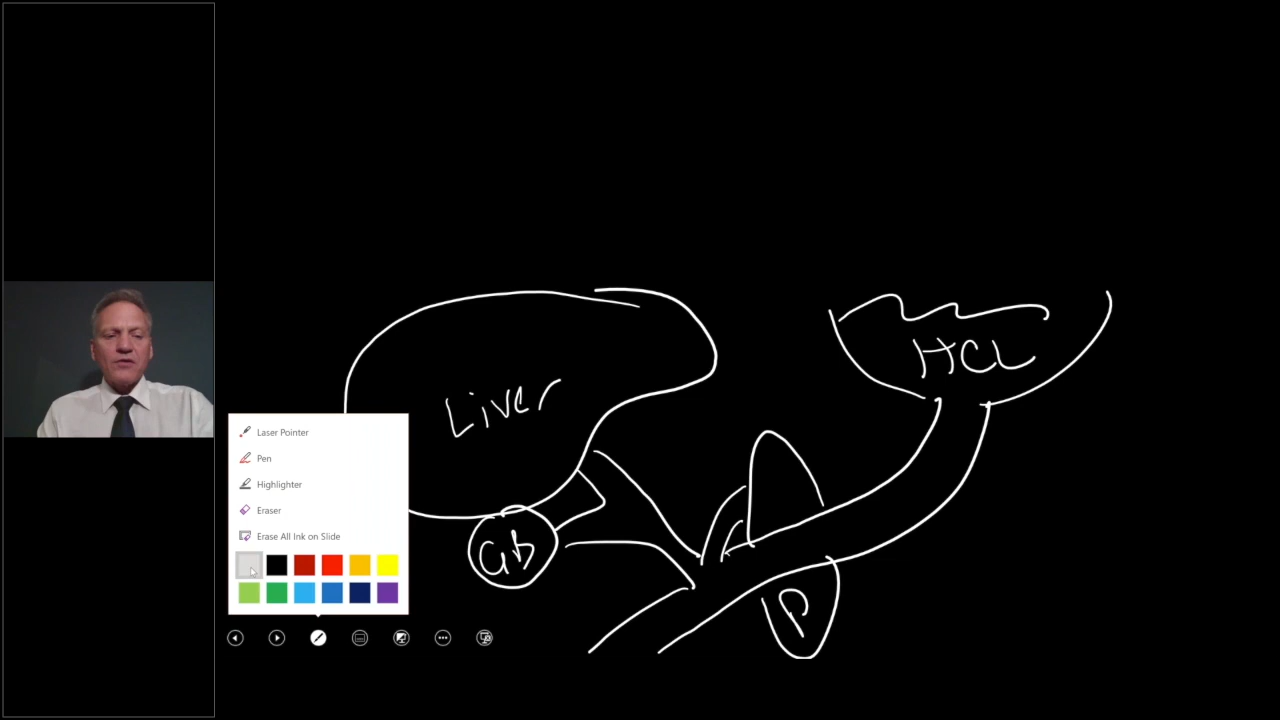 HCL
Liver
GB
P
Laser Pointer
Pen
Highlighter
Eraser
Erase All Ink on Slide